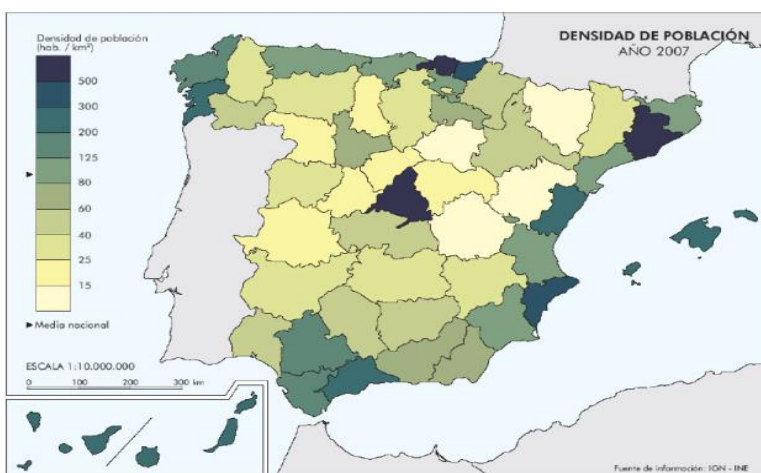 Densidad de población
(hab. / km²)
500
300
200
125
80
60
40
25
15
►Media nacional
ESCALA 1:10.000.000
0 100 200 300 km
DENSIDAD DE POBLACIÓN
AÑO 2007
Fuente de información: IGN - INE